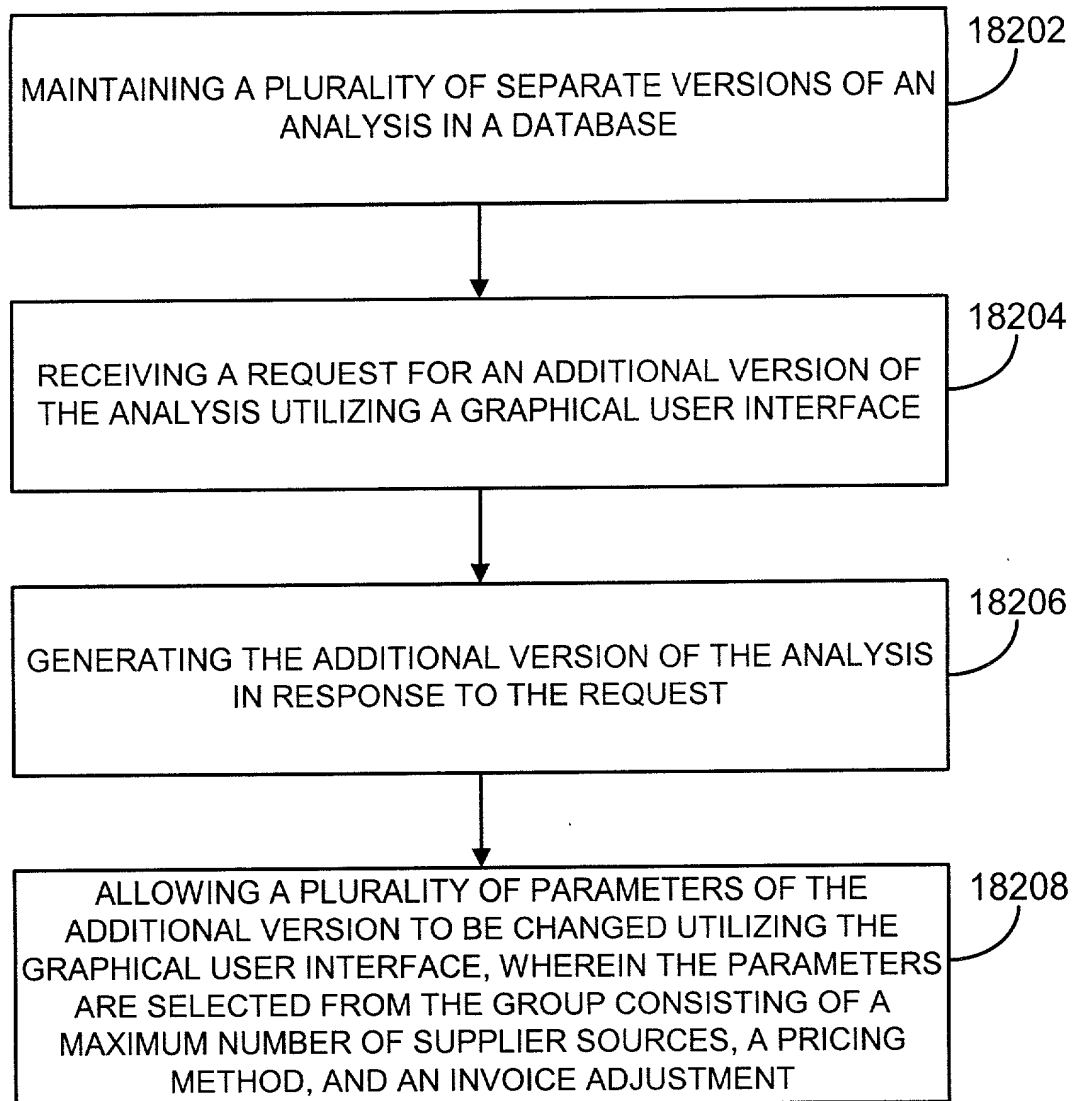 18202
MAINTAINING A PLURALITY OF SEPARATE VERSIONS OF AN
ANALYSIS IN A DATABASE
18204
RECEIVING A REQUEST FOR AN ADDITIONAL VERSION OF
THE ANALYSIS UTILIZING A GRAPHICAL USER INTERFACE
18206
GENERATING THE ADDITIONAL VERSION OF THE ANALYSIS
IN RESPONSE TO THE REQUEST
18208
ALLOWING A PLURALITY OF PARAMETERS OF THE
ADDITIONAL VERSION TO BE CHANGED UTILIZING THE
GRAPHICAL USER INTERFACE, WHEREIN THE PARAMETERS
ARE SELECTED FROM THE GROUP CONSISTING OF A
MAXIMUM NUMBER OF SUPPLIER SOURCES, A PRICING
METHOD, AND AN INVOICE ADJUSTMENT